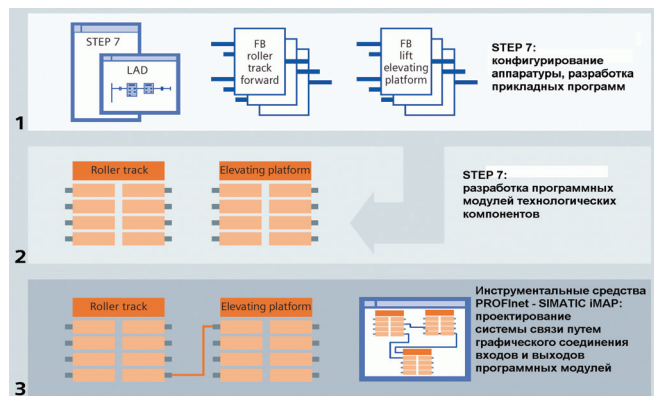 STEP 7
LAD
FB
roller
track
forward
FB
lift
elevating
platform
STEP 7:
конфигурирование
аппаратуры, разработка
прикладных программ
1
Roller track
Elevating platform
STEP 7:
разработка программных
модулей технологических
компонентов
2
Roller track
Elevating platform
Инструментальные средства
PROFInet - SIMATIC iMAP:
проектирование
системы связи путем
графического соединения
входов и выходов
программных модулей
3